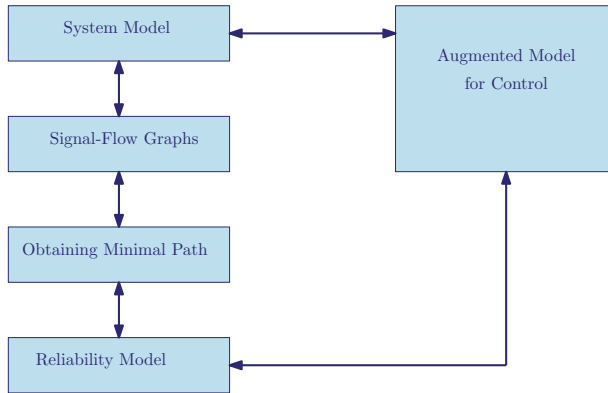 System Model
Augmented Model
for Control
Signal-Flow Graphs
Obtaining Minimal Path
Reliability Model